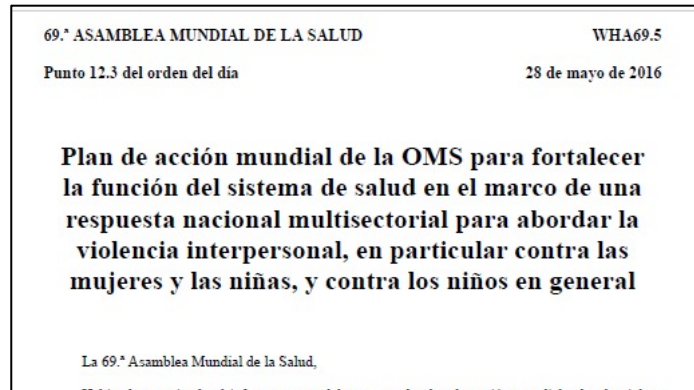 69.ª ASAMBLEA MUNDIAL DE LA SALUD WHA69.5
Punto 12.3 del orden del día 28 de mayo de 2016
Plan de acción mundial de la OMS para fortalecer
la función del sistema de salud en el marco de una
respuesta nacional multisectorial para abordar la
violencia interpersonal, en particular contra las
mujeres y las niñas, y contra los niños en general
La 69.ª Asamblea Mundial de la Salud,